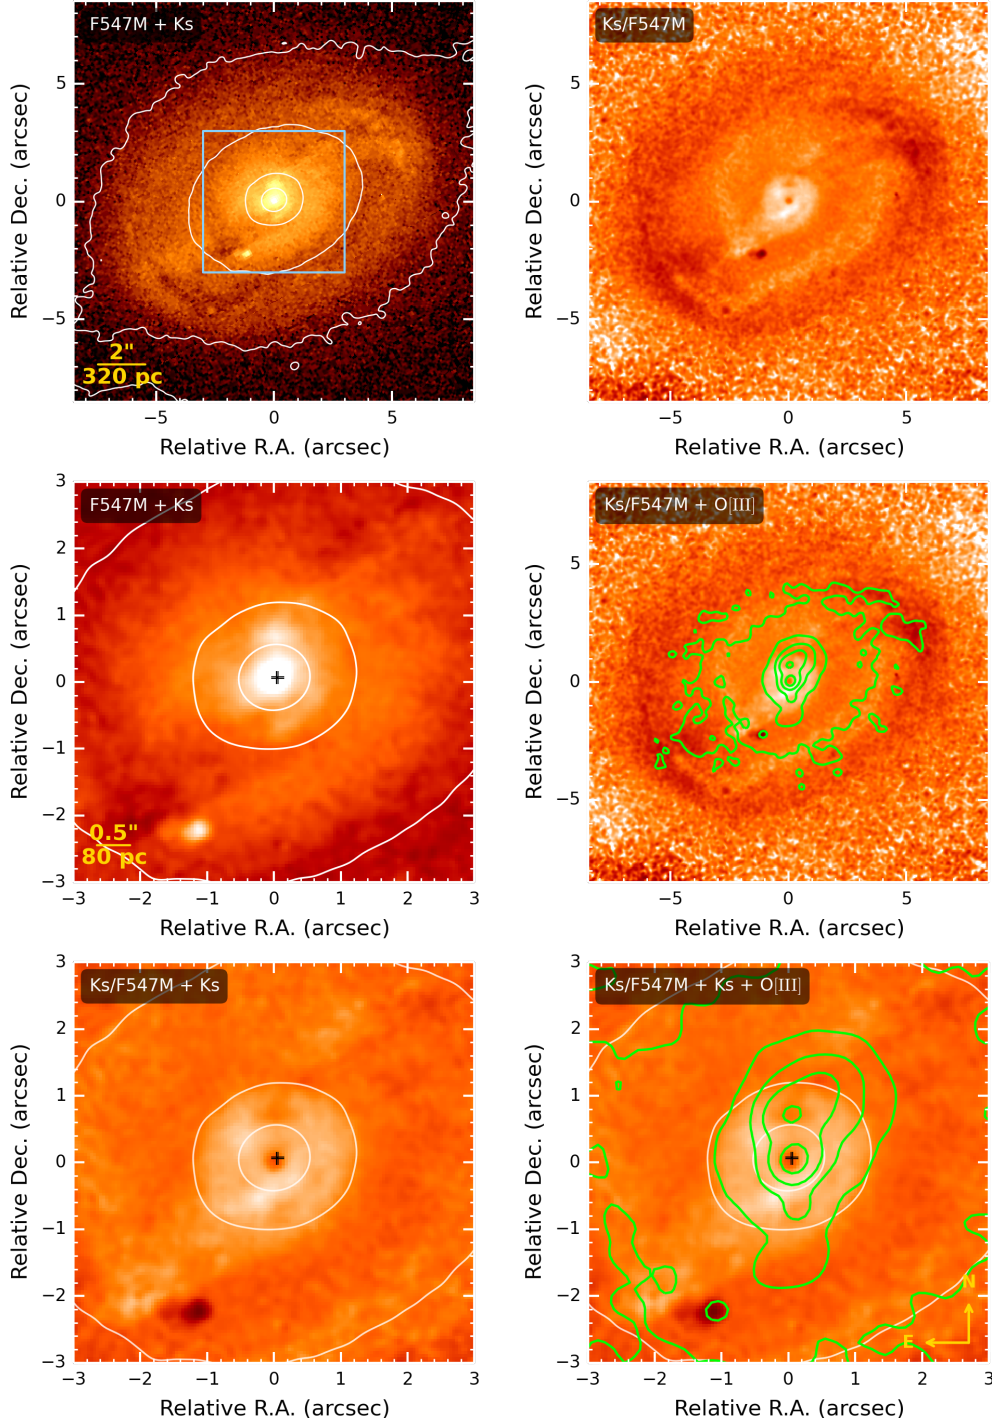 F547M + Ks
Relative Dec. (arcsec)
5
0
−5
2"
320 pc
−5
0
5
Relative R.A. (arcsec)
Ks/F547M
Relative Dec. (arcsec)
5
0
−5
−5
0
5
Relative R.A. (arcsec)
F547M + Ks
Relative Dec. (arcsec)
3
2
1
0
−1
−2
−3
0.5"
80 pc
−3
−2
−1
0
1
2
3
Relative R.A. (arcsec)
Ks/F547M + O[III]
Relative Dec. (arcsec)
5
0
−5
−5
0
5
Relative R.A. (arcsec)
Ks/F547M + Ks
Relative Dec. (arcsec)
3
2
1
0
−1
−2
−3
−3
−2
−1
0
1
2
3
Relative R.A. (arcsec)
Ks/F547M + Ks + O[III]
Relative Dec. (arcsec)
3
2
1
0
−1
−2
−3
N
E
−3
−2
−1
0
1
2
3
Relative R.A. (arcsec)